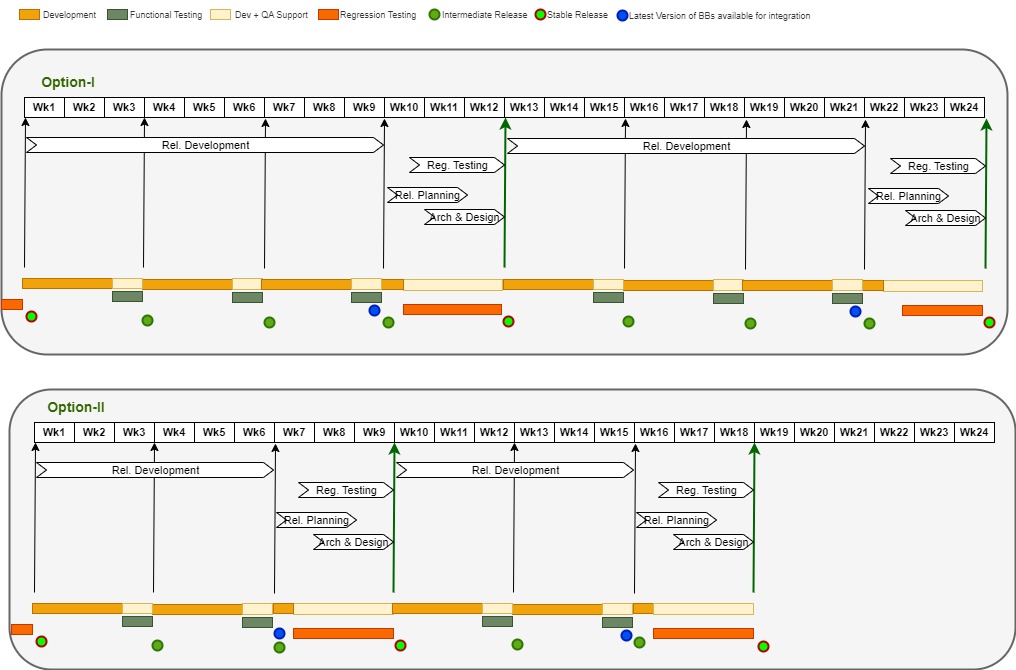 Development Functional Testing Dev + QA Support Regression Testing Intermediate Release Stable Release Latest Version of BBs available for integration
Option-I
Wk1 Wk2 Wk3 Wk4 Wk5 Wk6 Wk7 Wk8 Wk9 Wk10 Wk11 Wk12 Wk13 Wk14 Wk15 Wk16 Wk17 Wk18 Wk19 Wk20 Wk21 Wk22 Wk23 Wk24
Rel. Development Rel. Development
Reg. Testing Reg. Testing
Rel. Planning Rel. Planning
Arch & Design Arch & Design
Option-II
Wk1 Wk2 Wk3 Wk4 Wk5 Wk6 Wk7 Wk8 Wk9 Wk10 Wk11 Wk12 Wk13 Wk14 Wk15 Wk16 Wk17 Wk18 Wk19 Wk20 Wk21 Wk22 Wk23 Wk24
Rel. Development Rel. Development
Reg. Testing Reg. Testing
Rel. Planning Rel. Planning
Arch & Design Arch & Design